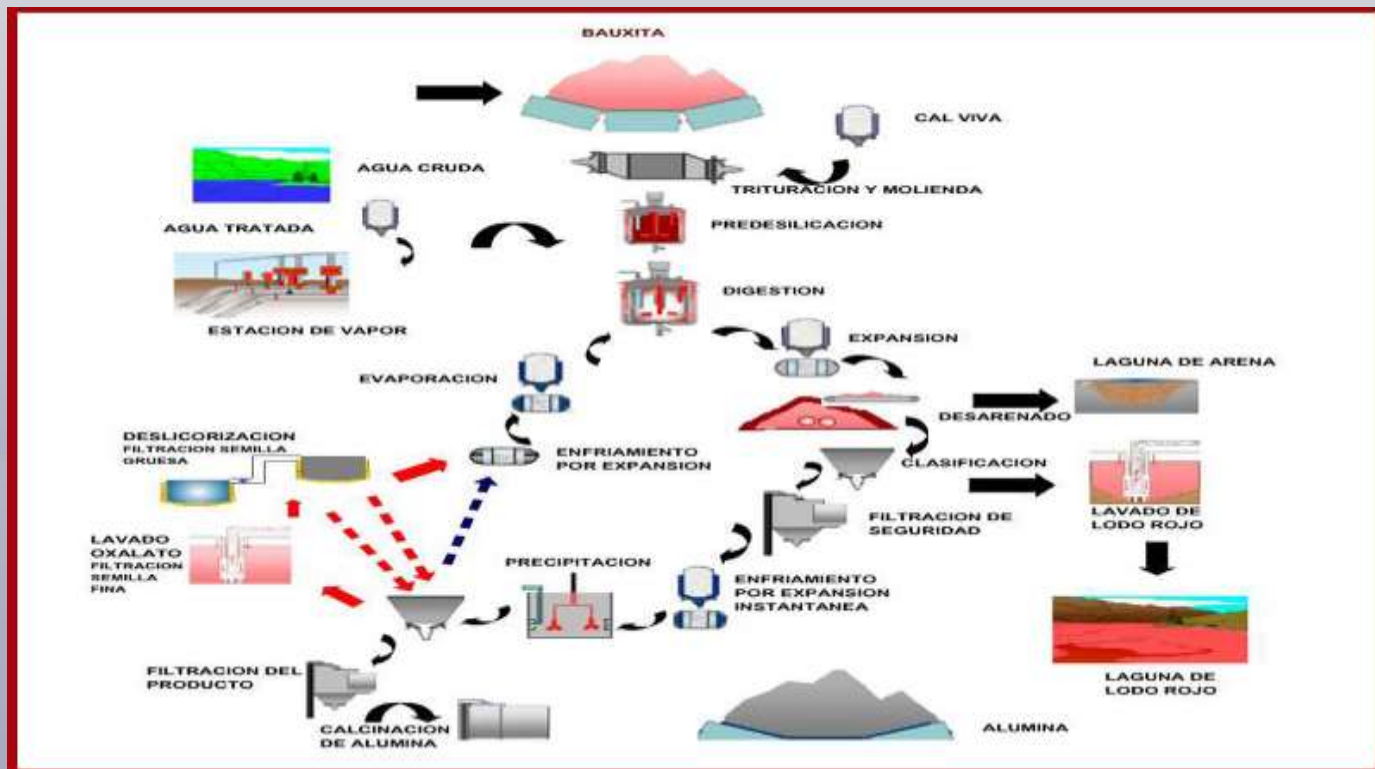 BAUXITA
CAL VIVA
AGUA CRUDA
TRITURACION Y MOLIENDA
AGUA TRATADA
PREDESILICACION
DIGESTION
ESTACION DE VAPOR
EXPANSION
LAGUNA DE ARENA
EVAPORACION
DESARENADO
DESLICORIZACION
FILTRACION SEMILLA
GRUESA
ENFRIAMIENTO
POR EXPANSION
CLASIFICACION
LAVADO DE
LODO ROJO
FILTRACION DE
SEGURIDAD
LAVADO
OXALATO
FILTRACION
SEMILLA
FINA
PRECIPITACION
ENFRIAMIENTO
POR EXPANSION
INSTANTANEA
FILTRACION DEL
PRODUCTO
LAGUNA DE
LODO ROJO
CALCINACION
DE ALUMINA
ALUMINA